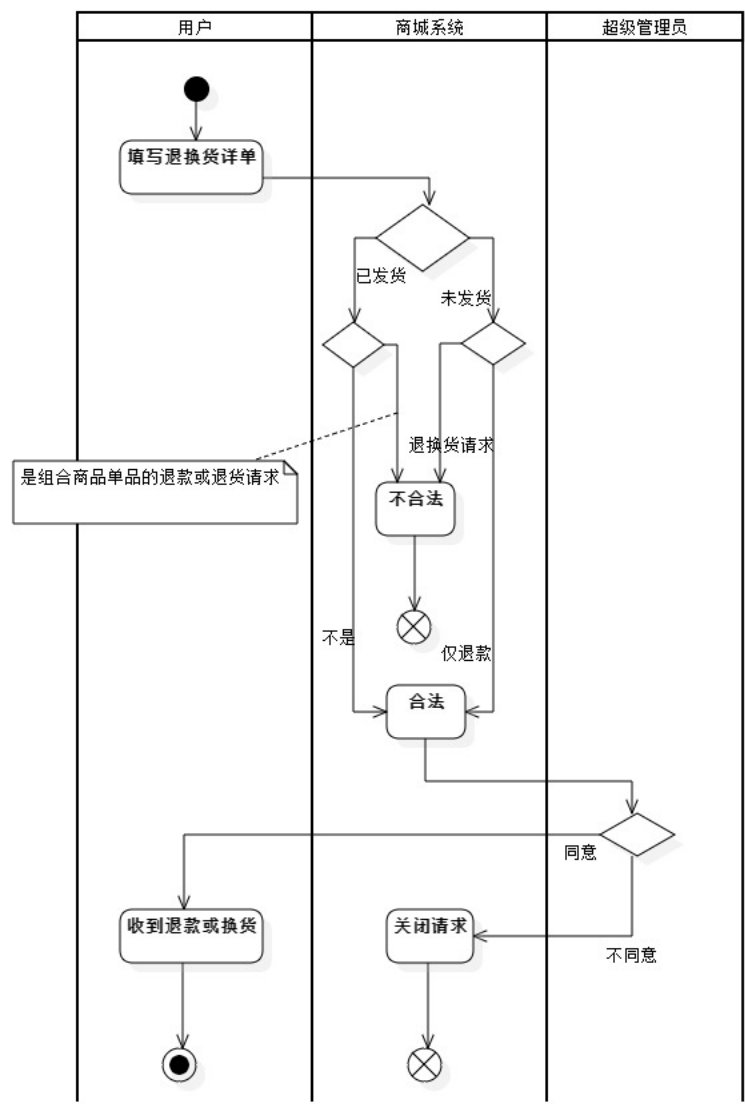 用户
商城系统
超级管理员
填写退换货详单
已发货
未发货
退换货请求
是组合商品单品的退款或退货请求
不合法
不是
仅退款
合法
同意
收到退款或换货
关闭请求
不同意